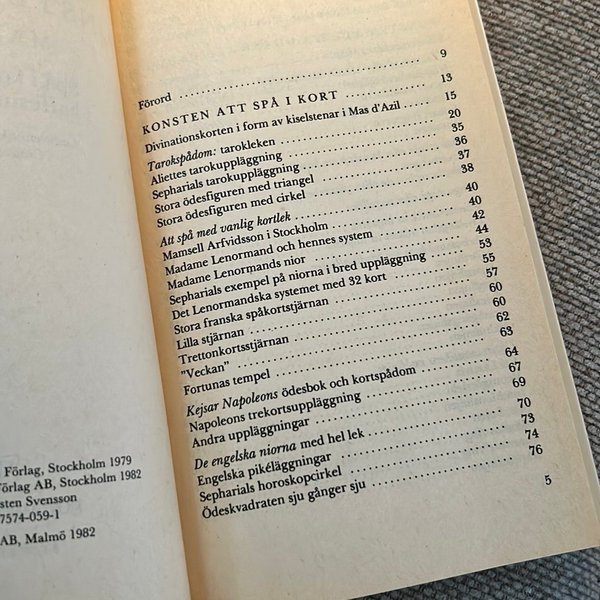 Förord 9
KONSTEN ATT SPÅ I KORT 13
Divinationskorten i form av kiselstenar i Mas d'Azil 15
Tarokspådom: tarokleken 20
Aliettes tarokuppläggning 35
Sepharials tarokuppläggning 36
Stora ödesfiguren med triangel 37
Stora ödesfiguren med cirkel 38
Att spå med vanlig kortlek 40
Mamsell Arfvidsson i Stockholm 40
Madame Lenormand och hennes system 42
Madame Lenormands nior 44
Sepharials exempel på niorna i bred uppläggning 53
Det Lenormandska systemet med 32 kort 55
Stora franska spåkortstjärnan 57
Lilla stjärnan 60
Trettonkortsstjärnan 60
"Veckan" 62
Fortunas tempel 63
Kejsar Napoleons ödesbok och kortspådom 64
Napoleons trekortsuppläggning 67
Andra uppläggningar 69
De engelska niorna med hel lek 70
Engelska pikéläggningar 73
Sepharials horoskopcirkel 74
Ödeskvadraten sju gånger sju 76
5
Förlag, Stockholm 1979
Förlag AB, Stockholm 1982
sten Svensson
7574-059-1
AB, Malmö 1982